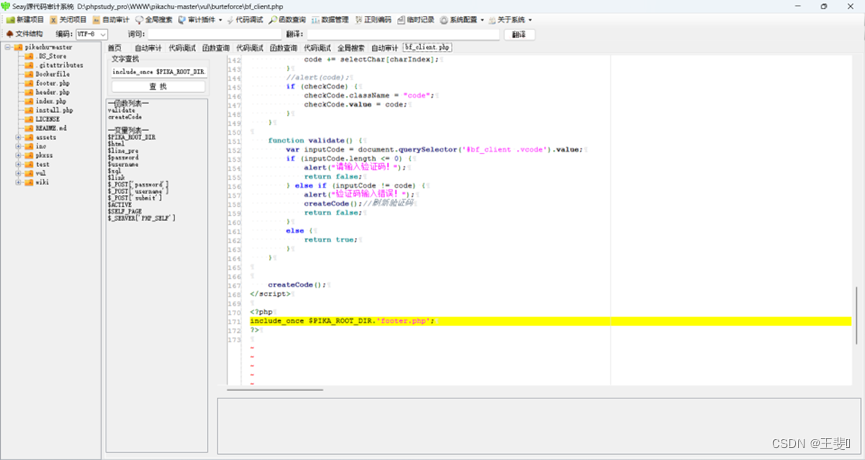 Seay源代码审计系统 D:\phpstudy_pro\WWW\pikachu-master\vul\burteforce\bf_client.php
新建项目 关闭项目 自动审计 全局搜索 审计插件 代码调试 函数查询 数据管理 正则编码 临时记录 系统配置 关于系统
文件结构 编码: UTF-8 词句: 翻译: 翻译
首页 自动审计 代码调试 函数查询 代码调试 函数查询 代码调试 全局搜索 自动审计 bf_client.php
pikachu-master
.DS_Store
.gitattributes
Dockerfile
footer.php
header.php
index.php
install.php
LICENSE
README.md
assets
inc
pkxss
test
vul
wiki
文字查找
include_once $PIKA_ROOT_DIR.
查 找
函数列表
validate
createCode
变量列表
$PIKA_ROOT_DIR
$html
$line_pre
$password
$username
$sql
$link
$_POST['password']
$_POST['username']
$_POST['submit']
$ACTIVE
$SELF_PAGE
$_SERVER['PHP_SELF']
142 code += selectChar[charIndex];
143 }
144 //alert(code);
145 if (checkCode) {
146 checkCode.className = "code";
147 checkCode.value = code;
148 }
149 }
150
151 function validate() {
152 var inputCode = document.querySelector('#bf_client .vcode').value;
153 if (inputCode.length <= 0) {
154 alert("请输入验证码！");
155 return false;
156 } else if (inputCode != code) {
157 alert("验证码输入错误！");
158 createCode();//刷新验证码
159 return false;
160 }
161 else {
162 return true;
163 }
164 }
165
166
167 createCode();
168 </script>
169
170 <?php
171 include_once $PIKA_ROOT_DIR.'footer.php';
172 ?>
173
CSDN @王斐